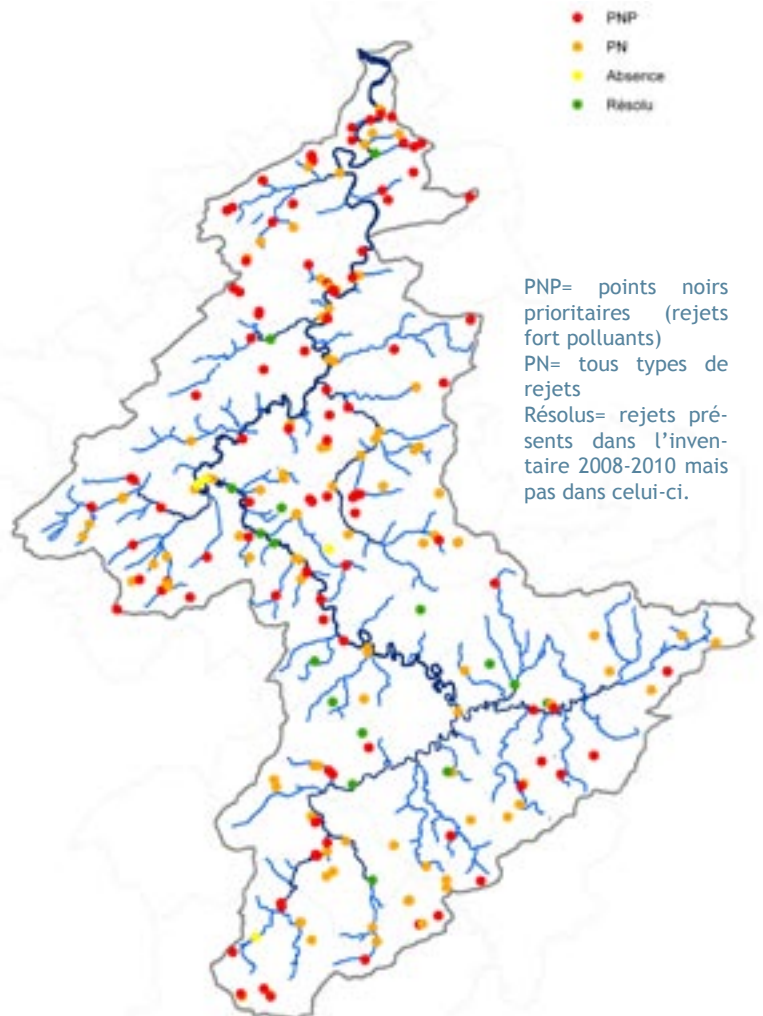 PNP
PN
Absence
Résolu
PNP= points noirs
prioritaires (rejets
fort polluants)
PN= tous types de
rejets
Résolus= rejets pré-
sents dans l'inven-
taire 2008-2010 mais
pas dans celui-ci.